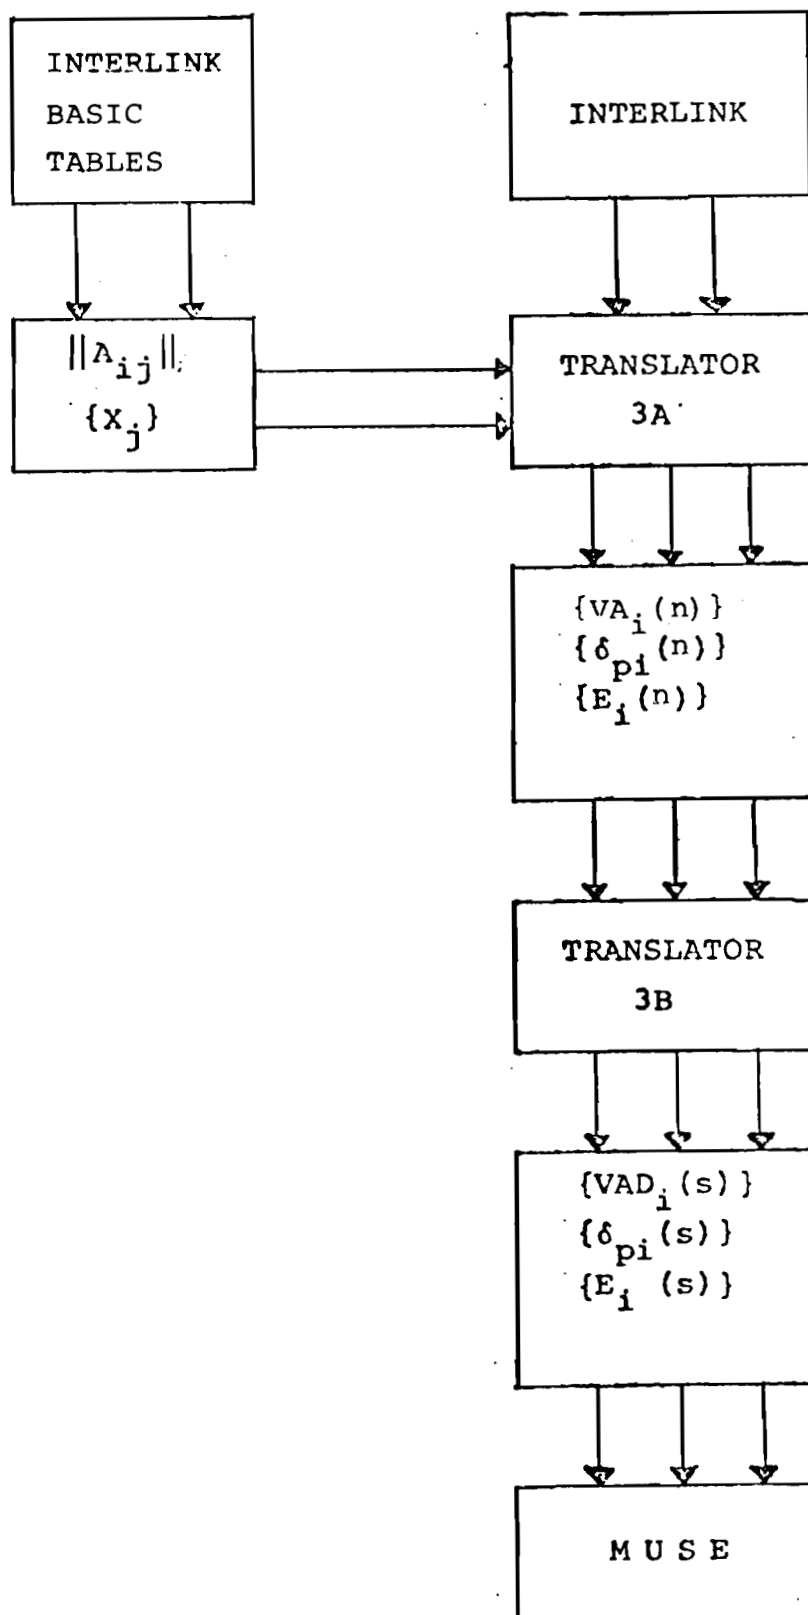 INTERLINK
BASIC
TABLES
INTERLINK
||A_ij||,
{X_j}
TRANSLATOR
3A
{VA_i(n)}
{δ_pi(n)}
{E_i(n)}
TRANSLATOR
3B
{VAD_i(s)}
{δ_pi(s)}
{E_i (s)}
M U S E